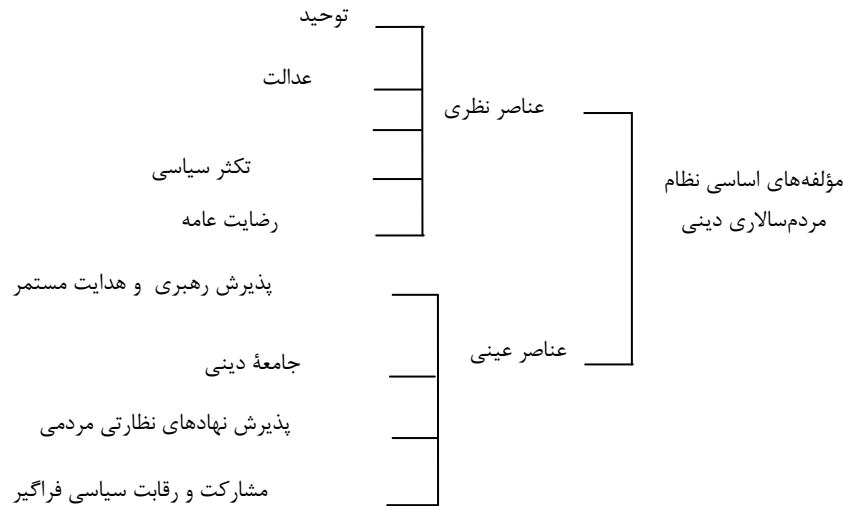 مؤلفه‌های اساسی نظام
مردم‌سالاری دینی
عناصر نظری
توحید
عدالت
تکثر سیاسی
رضایت عامه
عناصر عینی
پذیرش رهبری و هدایت مستمر
جامعۀ دینی
پذیرش نهادهای نظارتی مردمی
مشارکت و رقابت سیاسی فراگیر